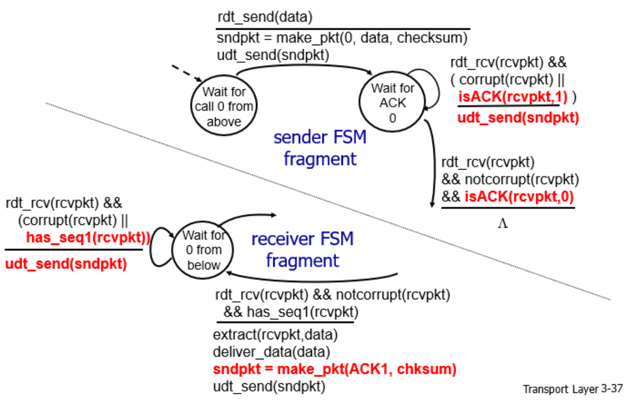 rdt_send(data)
sndpkt = make_pkt(0, data, checksum)
udt_send(sndpkt)
Wait for
call 0 from
above
Wait for
ACK
0
rdt_rcv(rcvpkt) &&
( corrupt(rcvpkt) ||
isACK(rcvpkt,1) )
udt_send(sndpkt)
sender FSM
fragment
rdt_rcv(rcvpkt)
&& notcorrupt(rcvpkt)
&& isACK(rcvpkt,0)
Λ
rdt_rcv(rcvpkt) &&
(corrupt(rcvpkt) ||
has_seq1(rcvpkt))
udt_send(sndpkt)
Wait for
0 from
below
receiver FSM
fragment
rdt_rcv(rcvpkt) && notcorrupt(rcvpkt)
&& has_seq1(rcvpkt)
extract(rcvpkt,data)
deliver_data(data)
sndpkt = make_pkt(ACK1, chksum)
udt_send(sndpkt)
Transport Layer 3-37